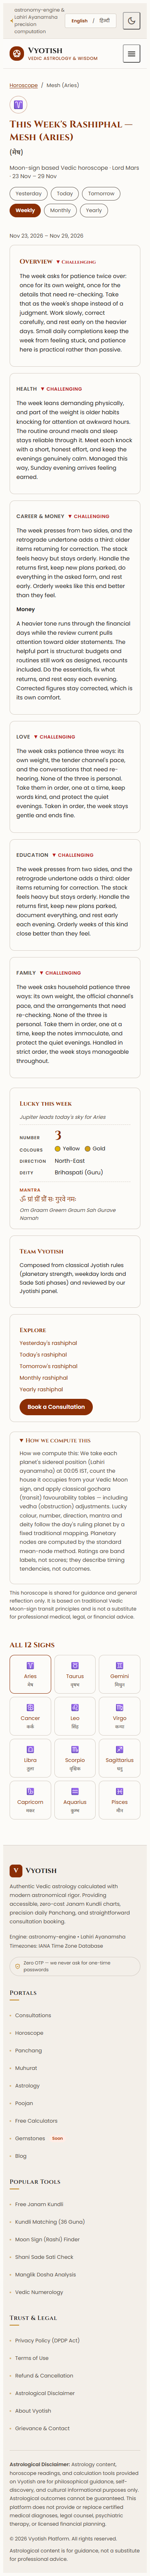 astronomy-engine &
Lahiri Ayanamsha
precision
computation
English / हिन्दी
Vyotish
VEDIC ASTROLOGY & WISDOM
Horoscope / Mesh (Aries)
This Week's Rashiphal —
Mesh (Aries)
(मेष)
Moon-sign based Vedic horoscope · Lord Mars
· 23 Nov – 29 Nov
Yesterday Today Tomorrow
Weekly Monthly Yearly
Nov 23, 2026 – Nov 29, 2026
Overview ▼ Challenging
The week asks for patience twice over:
once for its own weight, once for the
details that need re-checking. Take
that as the week's shape instead of a
judgment. Work slowly, correct
carefully, and rest earlier than usual
allows. Small daily completions keep the
week from feeling stuck, and patience
here is practical rather than passive.
HEALTH ▼ CHALLENGING
The week leans demanding physically,
and part of the weight is older habits
knocking for attention at awkward hours.
The routine around meals and sleep
stays reliable through it. Meet each knock
with a short, honest effort, and keep the
evenings genuinely calm. Managed this
way, Sunday evening arrives feeling
earned.
CAREER & MONEY ▼ CHALLENGING
The week presses from two sides, and the
retrograde undertone adds a third: older
items returning for correction. The stack
feels heavy but stays orderly. Handle the
returns first, keep new plans parked, do
everything in the asked form, and rest
early. Orderly weeks like this end better
than they feel.
Money
A heavier tone runs through the financial
days while the review current pulls
attention toward older statements. The
helpful part is structural: budgets and
routines still work as designed, records
included. Do the essentials, fix what
returns, and rest the evenings early.
Corrected figures stay corrected, which is
its own comfort.
LOVE ▼ CHALLENGING
The week asks patience three ways: its
own weight, the tender channel's pace,
and the conversations that need re-
hearing. None of the three is personal.
Take them in order, one at a time, keep
words kind, and protect the quiet
evenings. Taken in order, the week stays
gentle and ends fine.
EDUCATION ▼ CHALLENGING
The week presses from two sides, and the
retrograde undertone adds a third: older
items returning for correction. The stack
feels heavy but stays orderly. Handle the
returns first, keep new plans parked,
document everything, and rest early
each evening. Orderly weeks of this kind
close better than they feel.
FAMILY ▼ CHALLENGING
The week asks household patience three
ways: its own weight, the official channel's
pace, and the arrangements that need
re-checking. None of the three is
personal. Take them in order, one at a
time, keep the notes immaculate, and
protect the quiet hours. Handled in strict
order, the week stays manageable
throughout.
Lucky this week
Jupiter leads today's sky for Aries
NUMBER 3
COLOURS Yellow Gold
DIRECTION North-East
DEITY Brihaspati (Guru)
MANTRA
ॐ ग्रां ग्रीं ग्रौं सः गुरवे नमः
Om Graam Greem Graum Sah Gurave
Namah
Team Vyotish
Composed from classical Jyotish rules
(planetary strength, weekday lords and
Sade Sati phases) and reviewed by our
Jyotishi panel.
Explore
Yesterday's rashiphal
Today's rashiphal
Tomorrow's rashiphal
Monthly rashiphal
Yearly rashiphal
Book a Consultation
▼ How we compute this
How we compute this: We take each
planet's sidereal position (Lahiri
ayanamsha) at 00:05 IST, count the
house it occupies from your Vedic Moon
sign, and apply classical gochara
(transit) favourability tables — including
vedha (obstruction) adjustments. Lucky
colour, number, direction, mantra and
deity follow the day's ruling planet by a
fixed traditional mapping. Planetary
nodes are computed by the standard
mean-node method. Ratings are band
labels, not scores; they describe timing
tendencies, not outcomes.
This horoscope is shared for guidance and general
reflection only. It is based on traditional Vedic
Moon-sign transit principles and is not a substitute
for professional medical, legal, or financial advice.
All 12 Signs
Aries Taurus Gemini
मेष वृषभ मिथुन
Cancer Leo Virgo
कर्क सिंह कन्या
Libra Scorpio Sagittarius
तुला वृश्चिक धनु
Capricorn Aquarius Pisces
मकर कुंभ मीन
V Vyotish
Authentic Vedic astrology calculated with
modern astronomical rigor. Providing
accessible, zero-cost Janam Kundli charts,
precision daily Panchang, and straightforward
consultation booking.
Engine: astronomy-engine • Lahiri Ayanamsha
Timezones: IANA Time Zone Database
Zero OTP — we never ask for one-time
passwords
Portals
Consultations
Horoscope
Panchang
Muhurat
Astrology
Poojan
Free Calculators
Gemstones Soon
Blog
Popular Tools
Free Janam Kundli
Kundli Matching (36 Guna)
Moon Sign (Rashi) Finder
Shani Sade Sati Check
Manglik Dosha Analysis
Vedic Numerology
Trust & Legal
Privacy Policy (DPDP Act)
Terms of Use
Refund & Cancellation
Astrological Disclaimer
About Vyotish
Grievance & Contact
Astrological Disclaimer: Astrology content,
horoscope readings, and calculation tools provided
on Vyotish are for philosophical guidance, self-
discovery, and cultural informational purposes only.
Astrological outcomes cannot be guaranteed. This
platform does not provide or replace certified
medical diagnoses, legal counsel, psychiatric
therapy, or licensed financial planning.
© 2026 Vyotish Platform. All rights reserved.
Astrological content is for guidance, not a substitute
for professional advice.